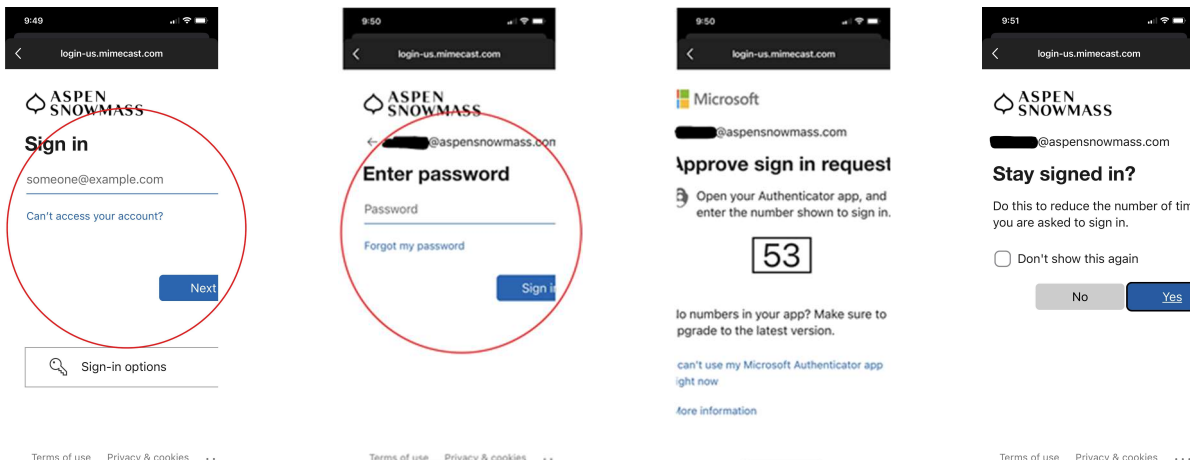 9:49
login-us.mimecast.com
ASPEN
SNOWMASS
Sign in
someone@example.com
Can't access your account?
Next
Sign-in options
Terms of use Privacy & cookies
9:50
login-us.mimecast.com
ASPEN
SNOWMASS
@aspensnowmass.com
Enter password
Password
Forgot my password
Sign in
Terms of use Privacy & cookies
9:50
login-us.mimecast.com
Microsoft
@aspensnowmass.com
Approve sign in request
Open your Authenticator app, and
enter the number shown to sign in.
53
lo numbers in your app? Make sure to
pgrade to the latest version.
can't use my Microsoft Authenticator app
ight now
More information
9:51
login-us.mimecast.com
ASPEN
SNOWMASS
@aspensnowmass.com
Stay signed in?
Do this to reduce the number of tim
you are asked to sign in.
Don't show this again
No
Yes
Terms of use Privacy & cookies